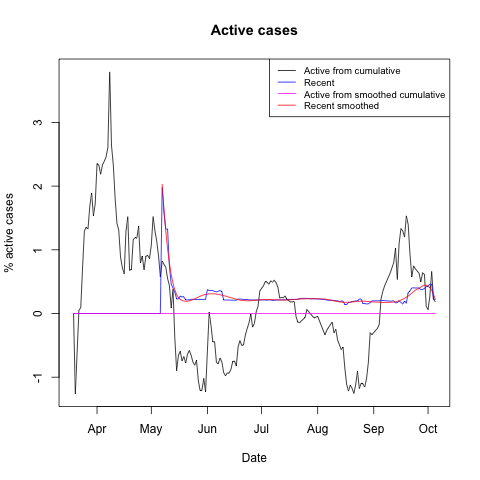 Active cases
Active from cumulative
Recent
Active from smoothed cumulative
Recent smoothed
% active cases
3
2
1
0
-1
Apr May Jun Jul Aug Sep Oct
Date